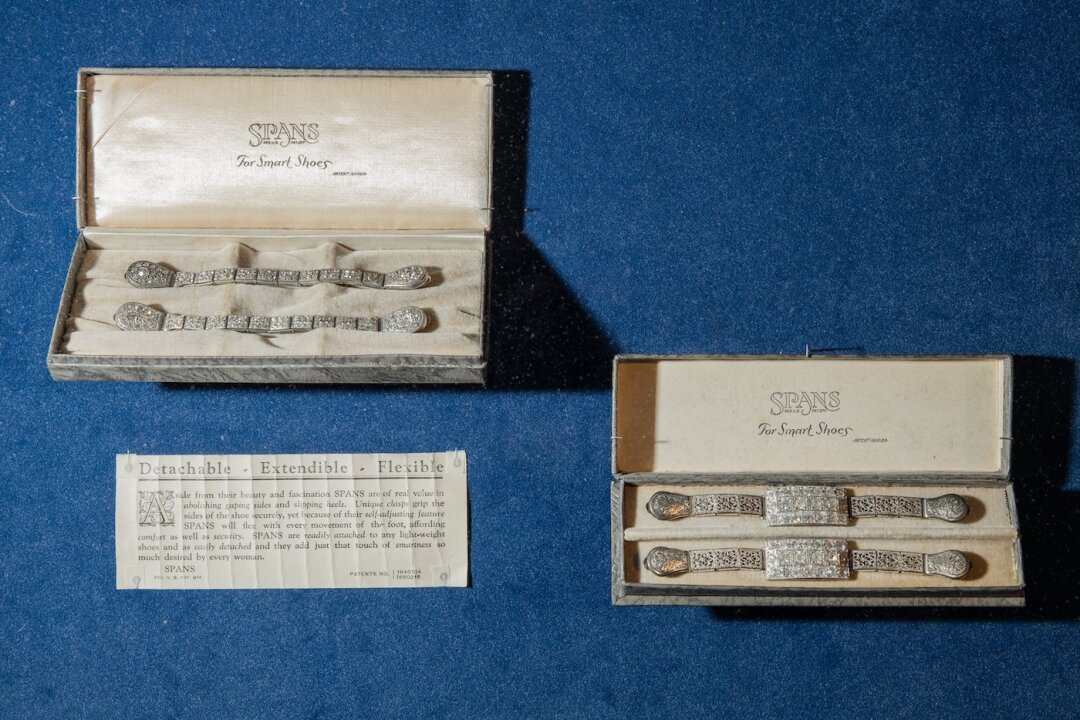 SPANS
REG U.S. PAT OFF.
For Smart Shoes
SPANS
REG U.S. PAT OFF.
For Smart Shoes
Detachable - Extendible - Flexible
Aside from their beauty and fascination SPANS are of real value in
abolishing gaping sides and slipping heels. Unique clasps grip the
sides of the shoe securely, yet because of their self-adjusting feature
SPANS will flex with every movement of the foot, affording
comfort as well as security. SPANS are readily attached to any light-weight
shoes and as easily detached and they add just that touch of smartness so
much desired by every woman.
SPANS
REG. U. S. PAT. OFF.
PATENTS NO.